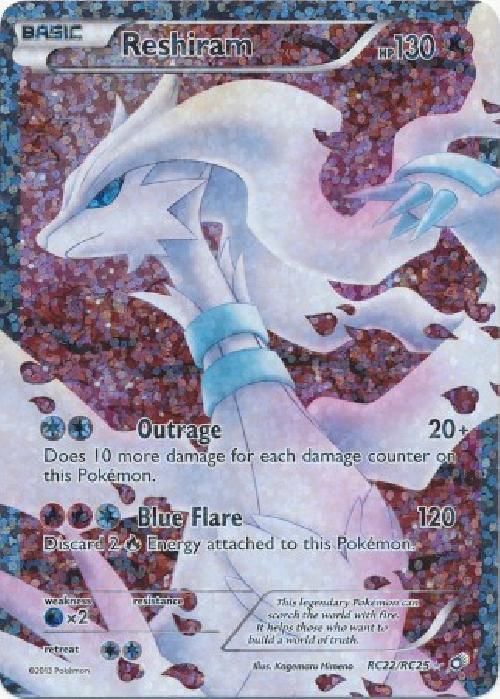 BASIC Reshiram HP130
Outrage 20+
Does 10 more damage for each damage counter on
this Pokémon.
Blue Flare 120
Discard 2 Energy attached to this Pokémon.
weakness resistance
×2
retreat
This legendary Pokémon can
scorch the world with fire.
It helps those who want to
build a world of truth.
©2013 Pokémon Illus. Kagemaru Himeno RC22/RC25